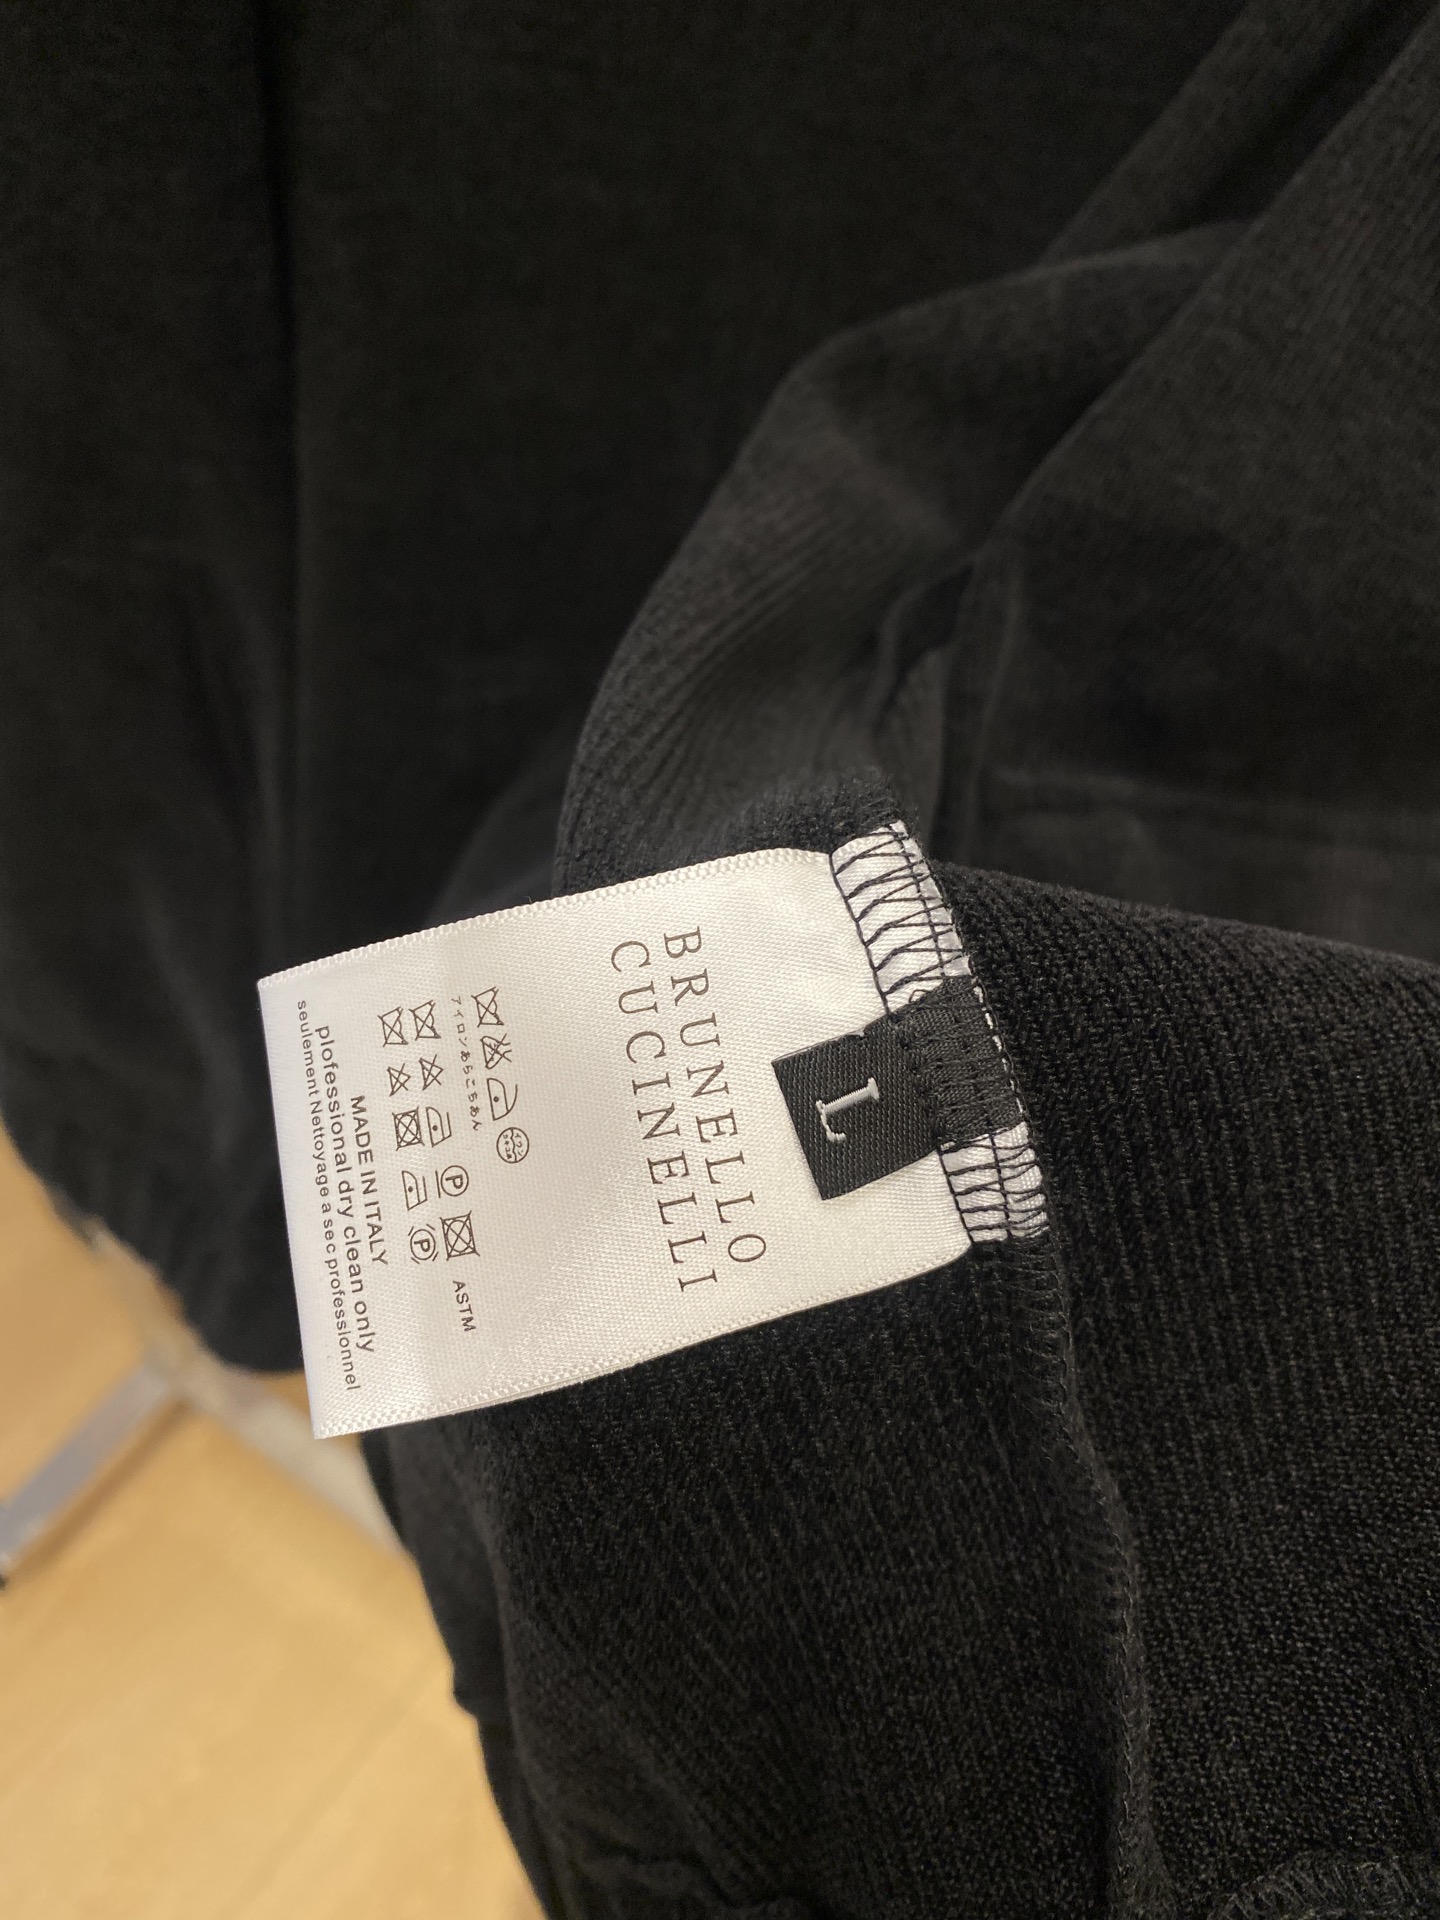 L
BRUNELLO
CUCINELLI
アイロンあらこちあん
P
ASTM
P
MADE IN ITALY
plofessional dry clean only
seulement Nettoyage a sec professionnel